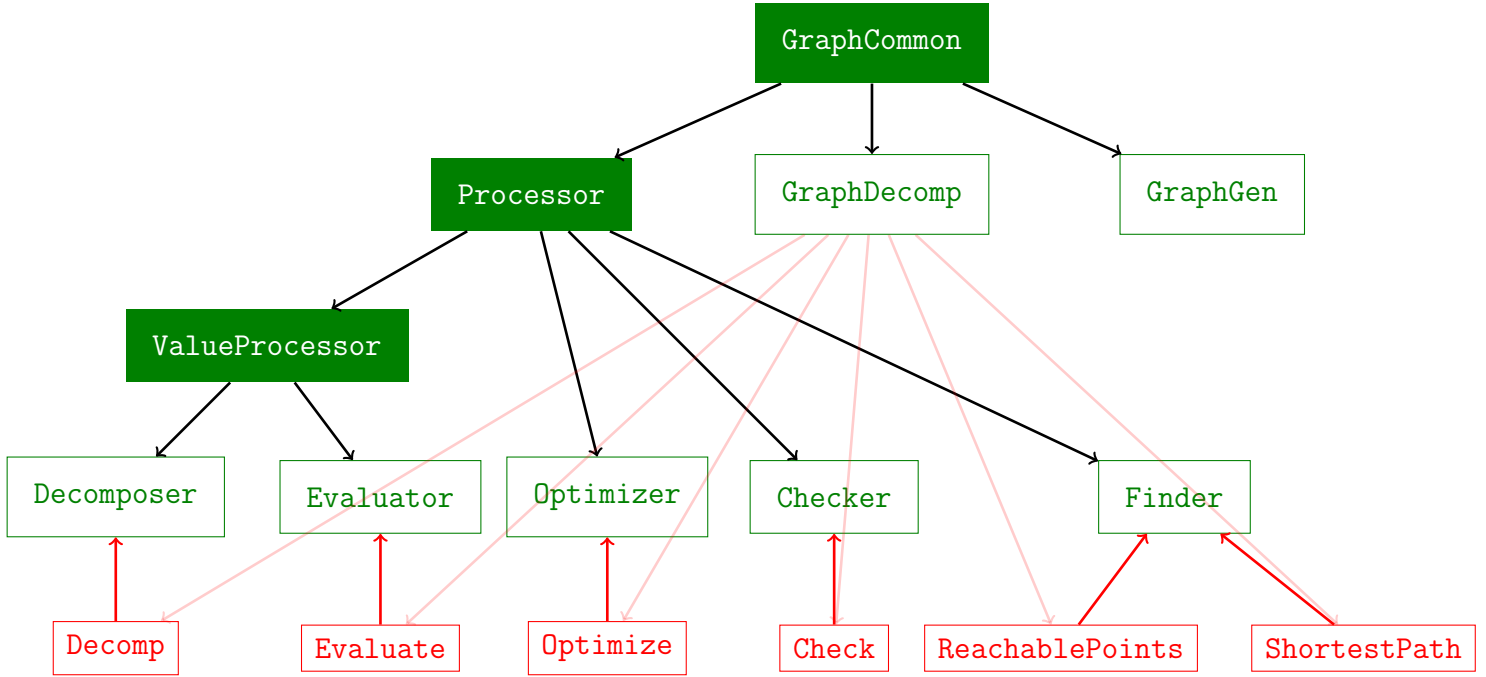 GraphCommon
Processor
GraphDecomp
GraphGen
ValueProcessor
Decomposer
Evaluator
Optimizer
Checker
Finder
Decomp
Evaluate
Optimize
Check
ReachablePoints
ShortestPath